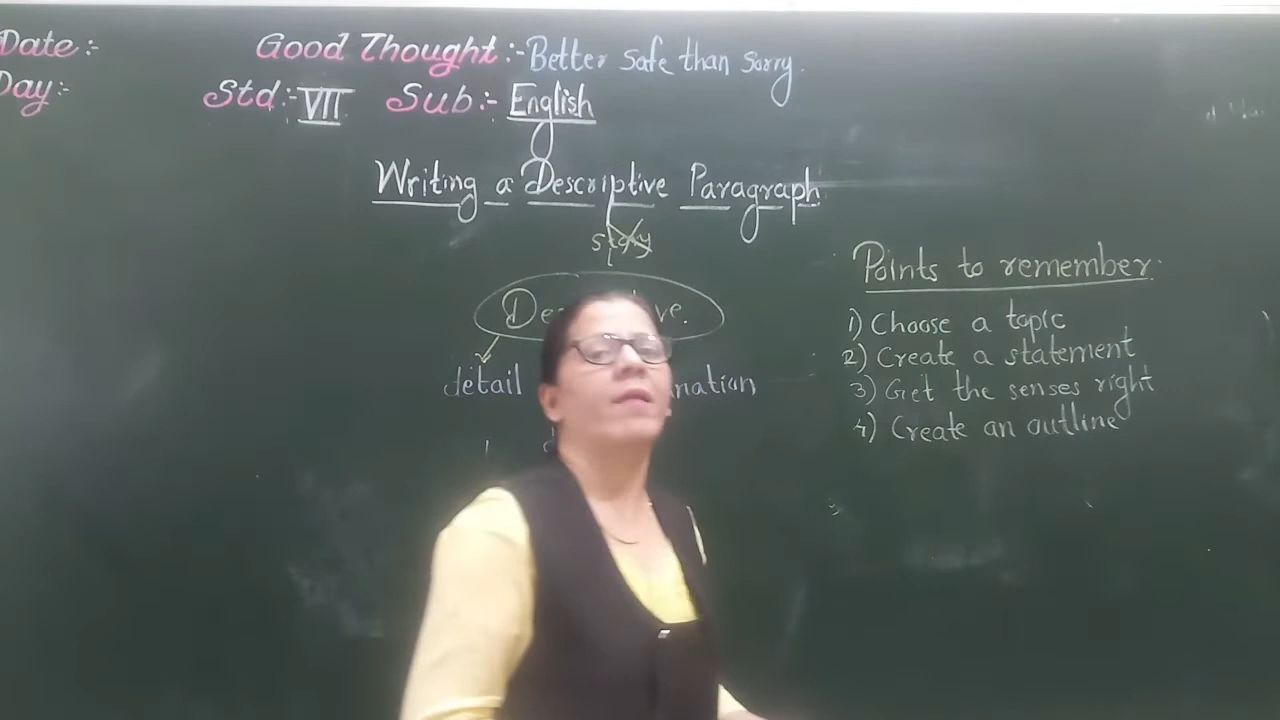 Date:- Good Thought:- Better safe than sorry.
Day:- Std:- VII Sub:- English
Writing a Descriptive Paragraph
story
Points to remember.
1) Choose a topic
2) Create a statement
detail
3) Get the senses right
4) Create an outline